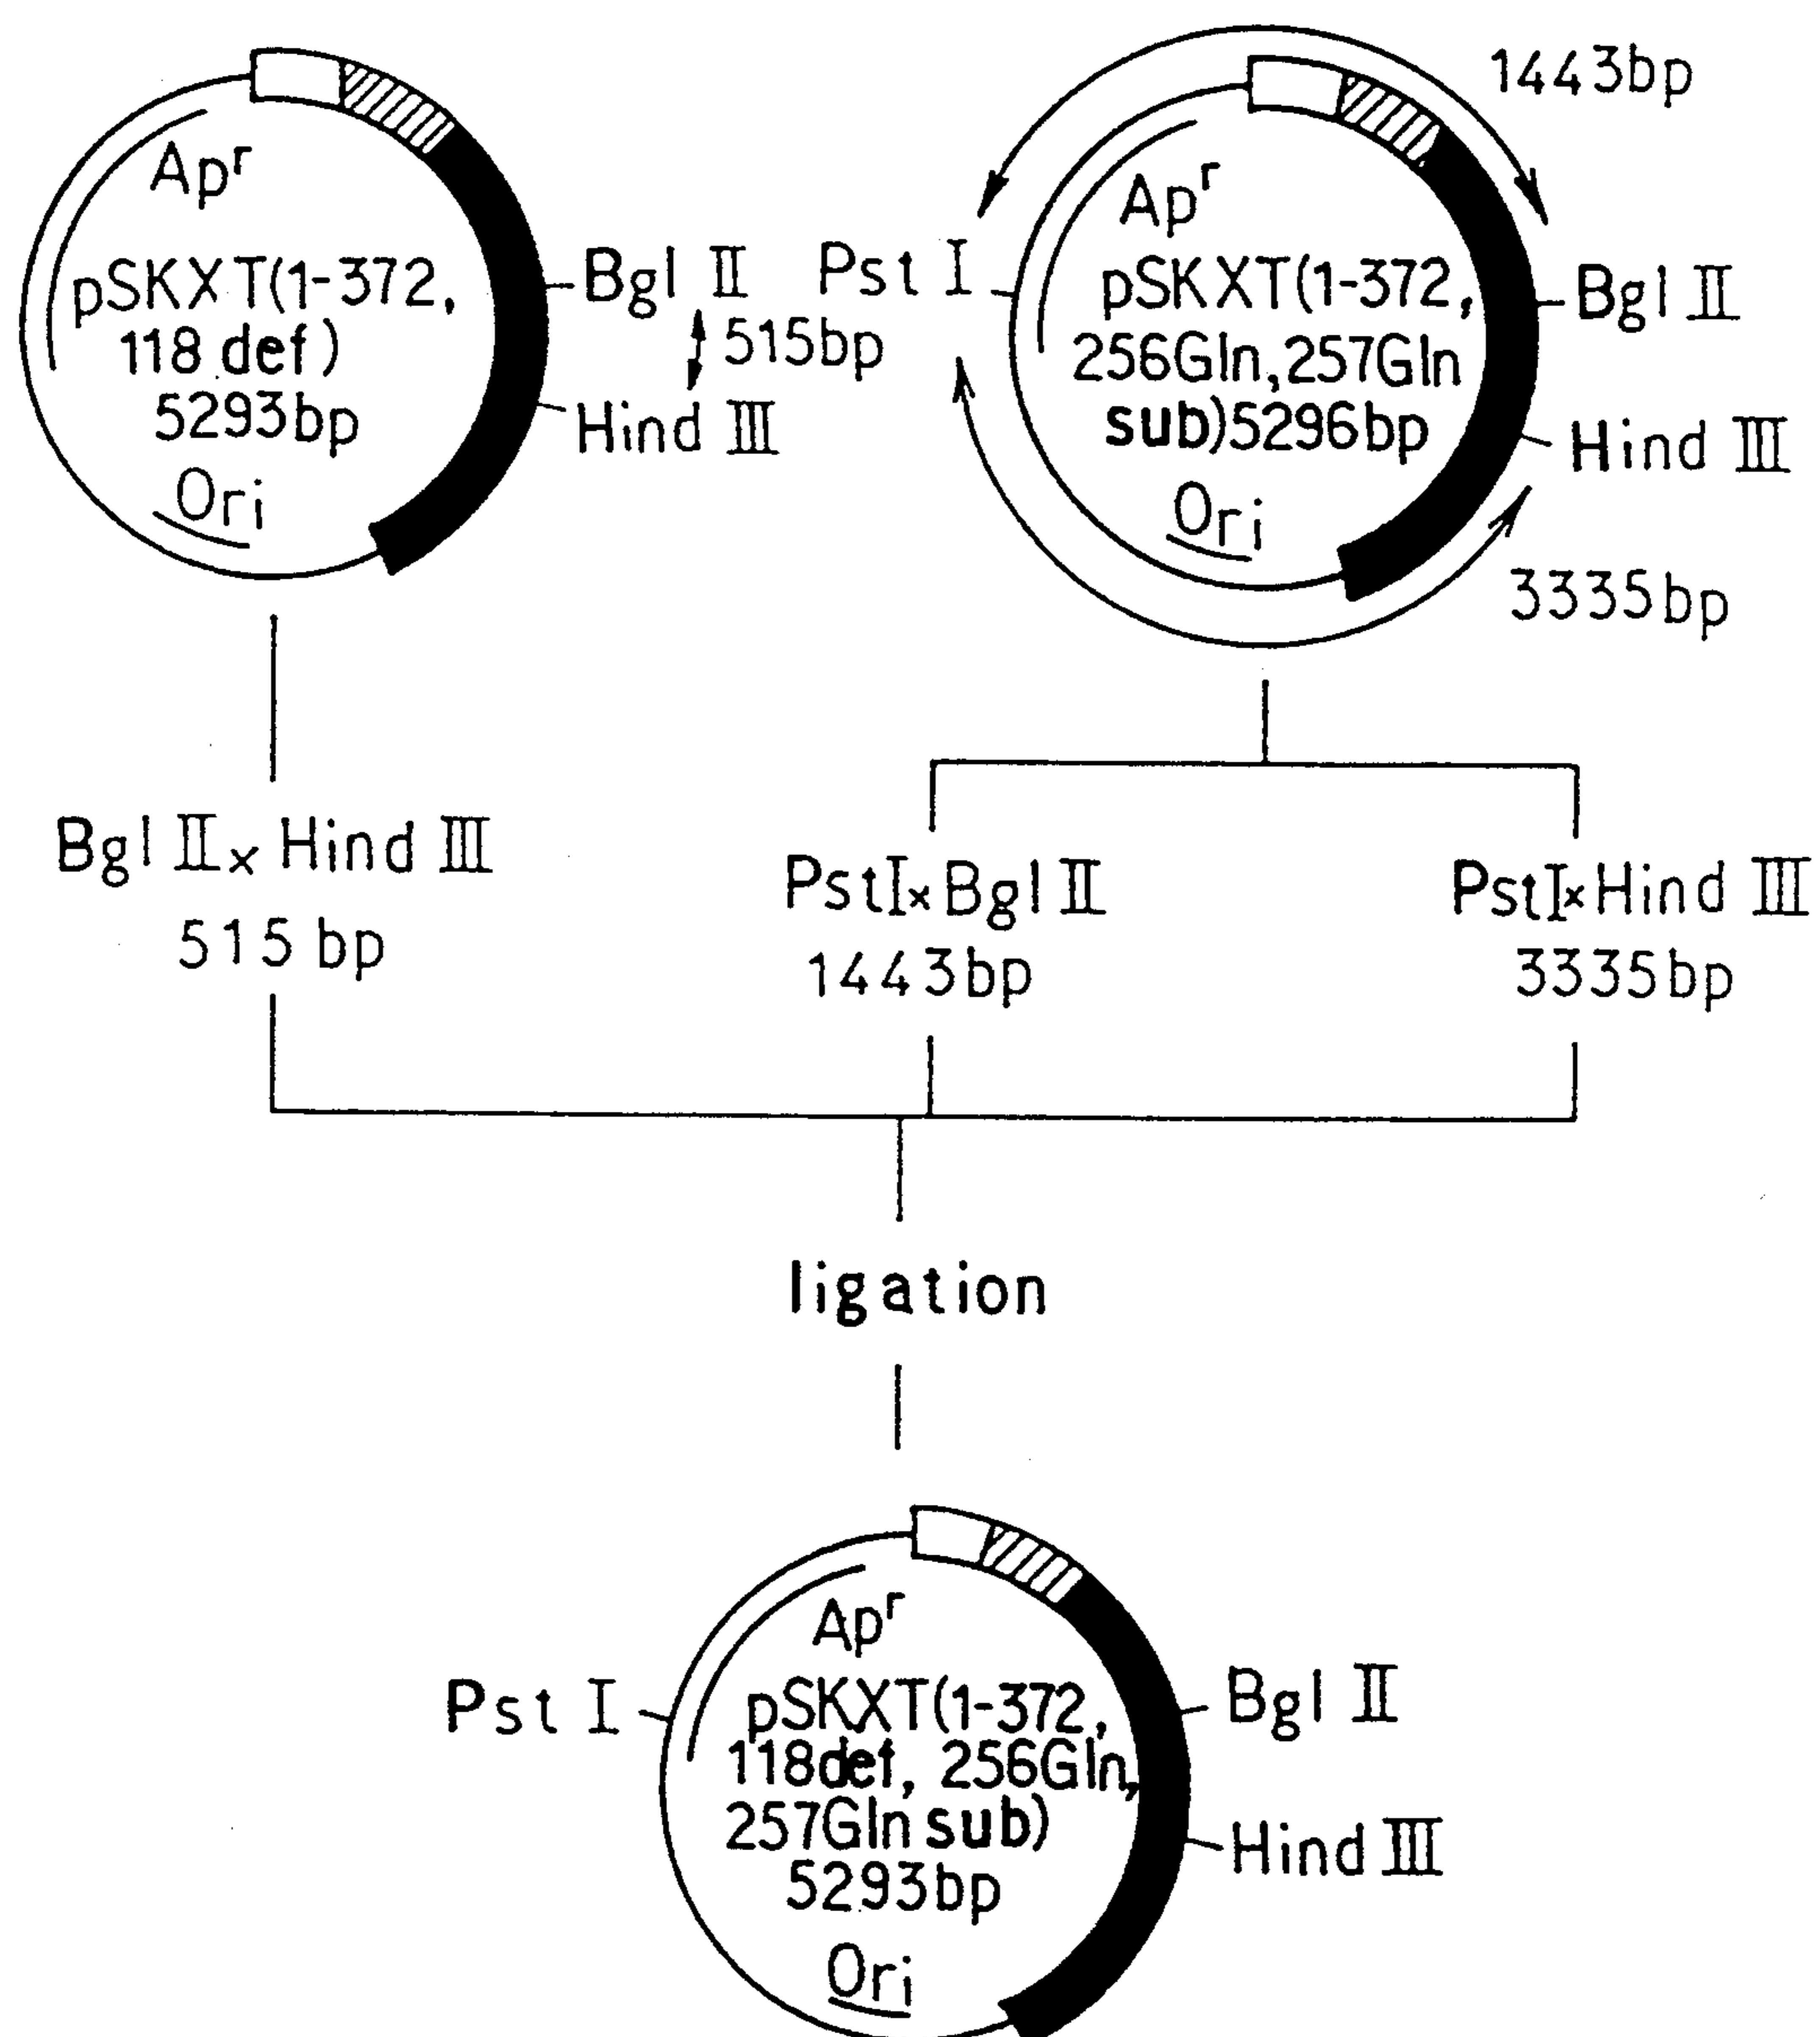 Apʳ
pSKXT(1-372,
118 def)
5293bp
Ori
Bgl II
515bp
Hind III
1443bp
Pst I
Apʳ
pSKXT(1-372,
256Gln, 257Gln
sub) 5296bp
Ori
Bgl II
Hind III
3335bp
Bgl II x Hind III
515 bp
PstI x Bgl II
1443bp
PstI x Hind III
3335bp
ligation
Pst I
Apʳ
pSKXT(1-372,
118def, 256Gln,
257Gln sub)
5293bp
Ori
Bgl II
Hind III